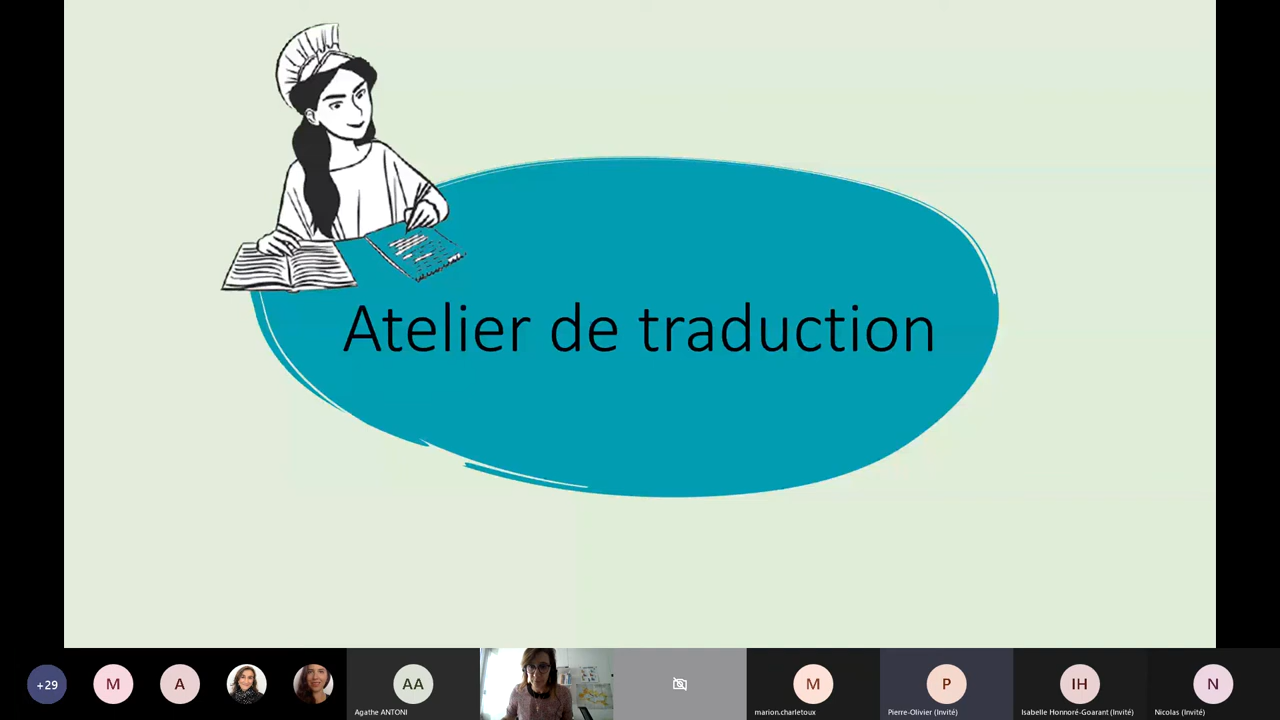 Atelier de traduction
+29
M
A
AA
Agathe ANTONI
M
marion.charletoux
P
Pierre-Olivier (Invité)
IH
Isabelle Honnoré-Goarant (Invité)
N
Nicolas (Invité)